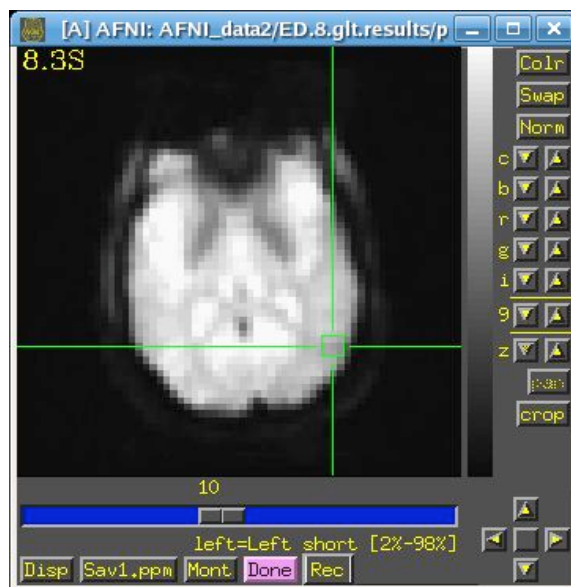 [A] AFNI: AFNI_data2/ED.8.glt.results/p
8.3S
Colr
Swap
Norm
c
b
r
g
i
9
z
pan
crop
10
left=Left short [2%-98%]
Disp Sav1.ppm Mont Done Rec